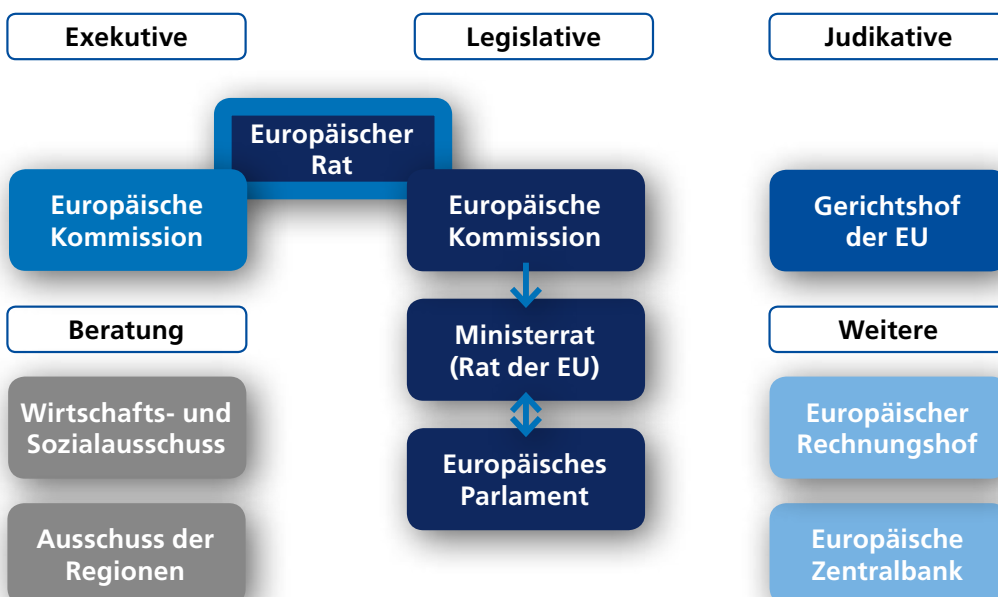 Exekutive
Legislative
Judikative
Europäischer
Rat
Europäische
Kommission
Europäische
Kommission
Gerichtshof
der EU
Beratung
Ministerrat
(Rat der EU)
Weitere
Wirtschafts- und
Sozialausschuss
Europäischer
Rechnungshof
Europäisches
Parlament
Ausschuss der
Regionen
Europäische
Zentralbank